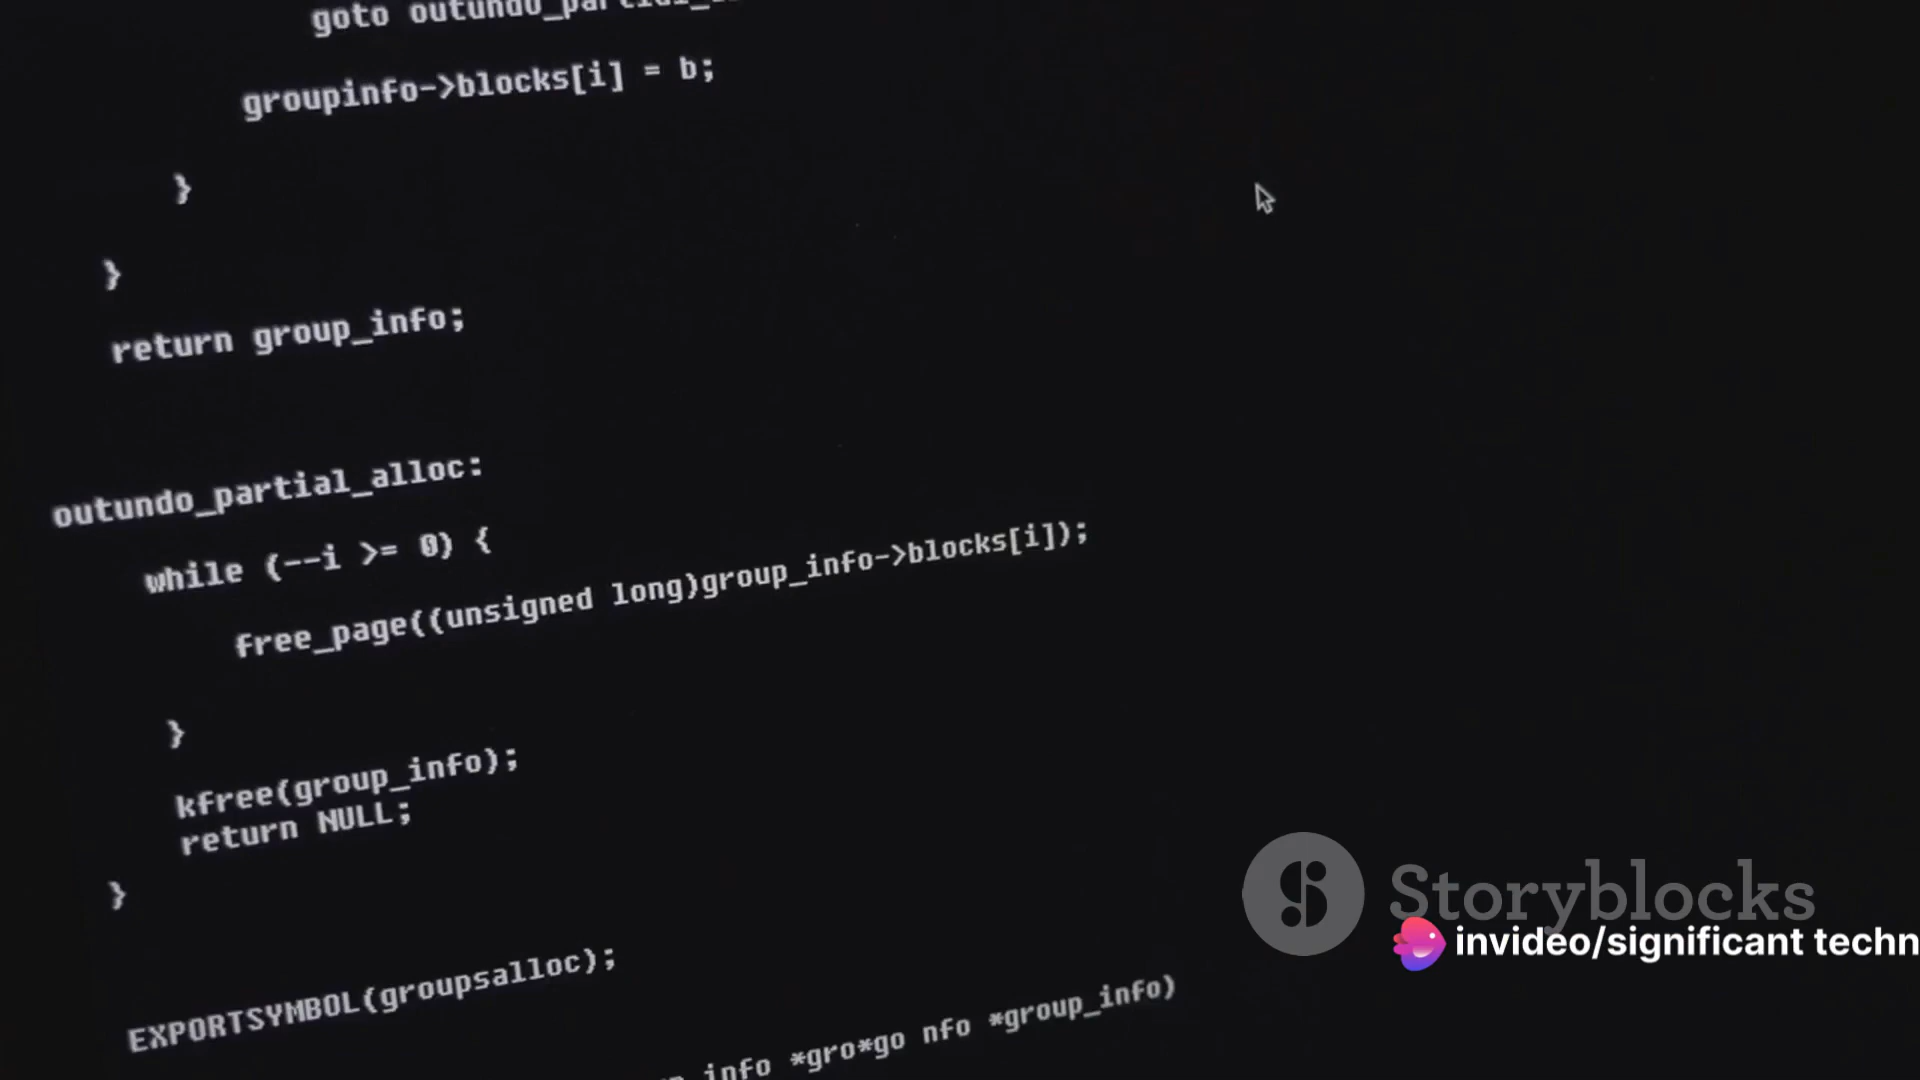 goto
groupinfo->blocks[i] = b;
}
}
return group_info;
outundo_partial_alloc:
while (--i >= 0) {
free_page((unsigned long)group_info->blocks[i]);
}
kfree(group_info);
return NULL;
}
EXPORTSYMBOL(groupsalloc);
info *gro*go nfo *group_info)
Storyblocks
invideo/significant techn